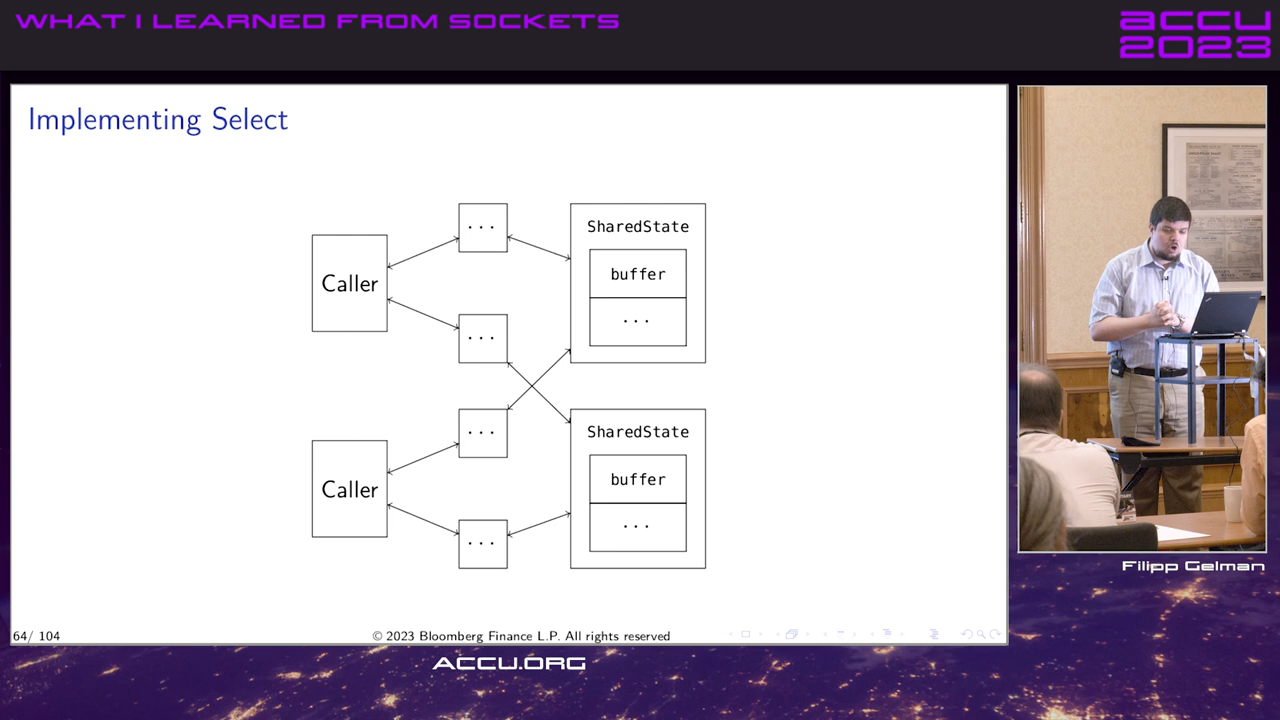 WHAT I LEARNED FROM SOCKETS
ACCU
2023
Implementing Select
...
SharedState
buffer
...
Caller
...
...
SharedState
buffer
...
Caller
...
64/ 104
© 2023 Bloomberg Finance L.P. All rights reserved
Filipp Gelman
ACCU.ORG